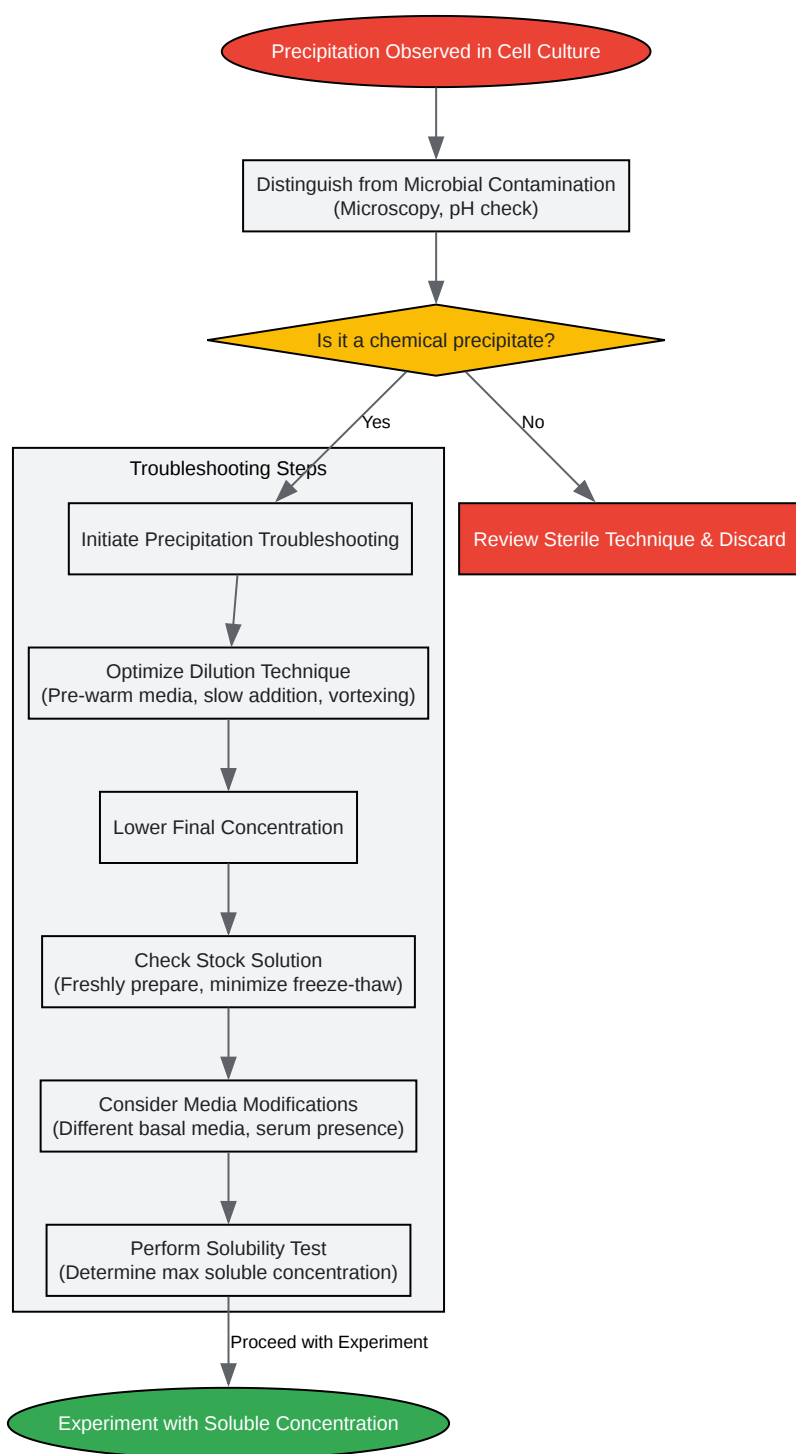 Precipitation Observed in Cell Culture
Distinguish from Microbial Contamination
(Microscopy, pH check)
Is it a chemical precipitate?
Yes
No
Troubleshooting Steps
Initiate Precipitation Troubleshooting
Review Sterile Technique & Discard
Optimize Dilution Technique
(Pre-warm media, slow addition, vortexing)
Lower Final Concentration
Check Stock Solution
(Freshly prepare, minimize freeze-thaw)
Consider Media Modifications
(Different basal media, serum presence)
Perform Solubility Test
(Determine max soluble concentration)
Proceed with Experiment
Experiment with Soluble Concentration